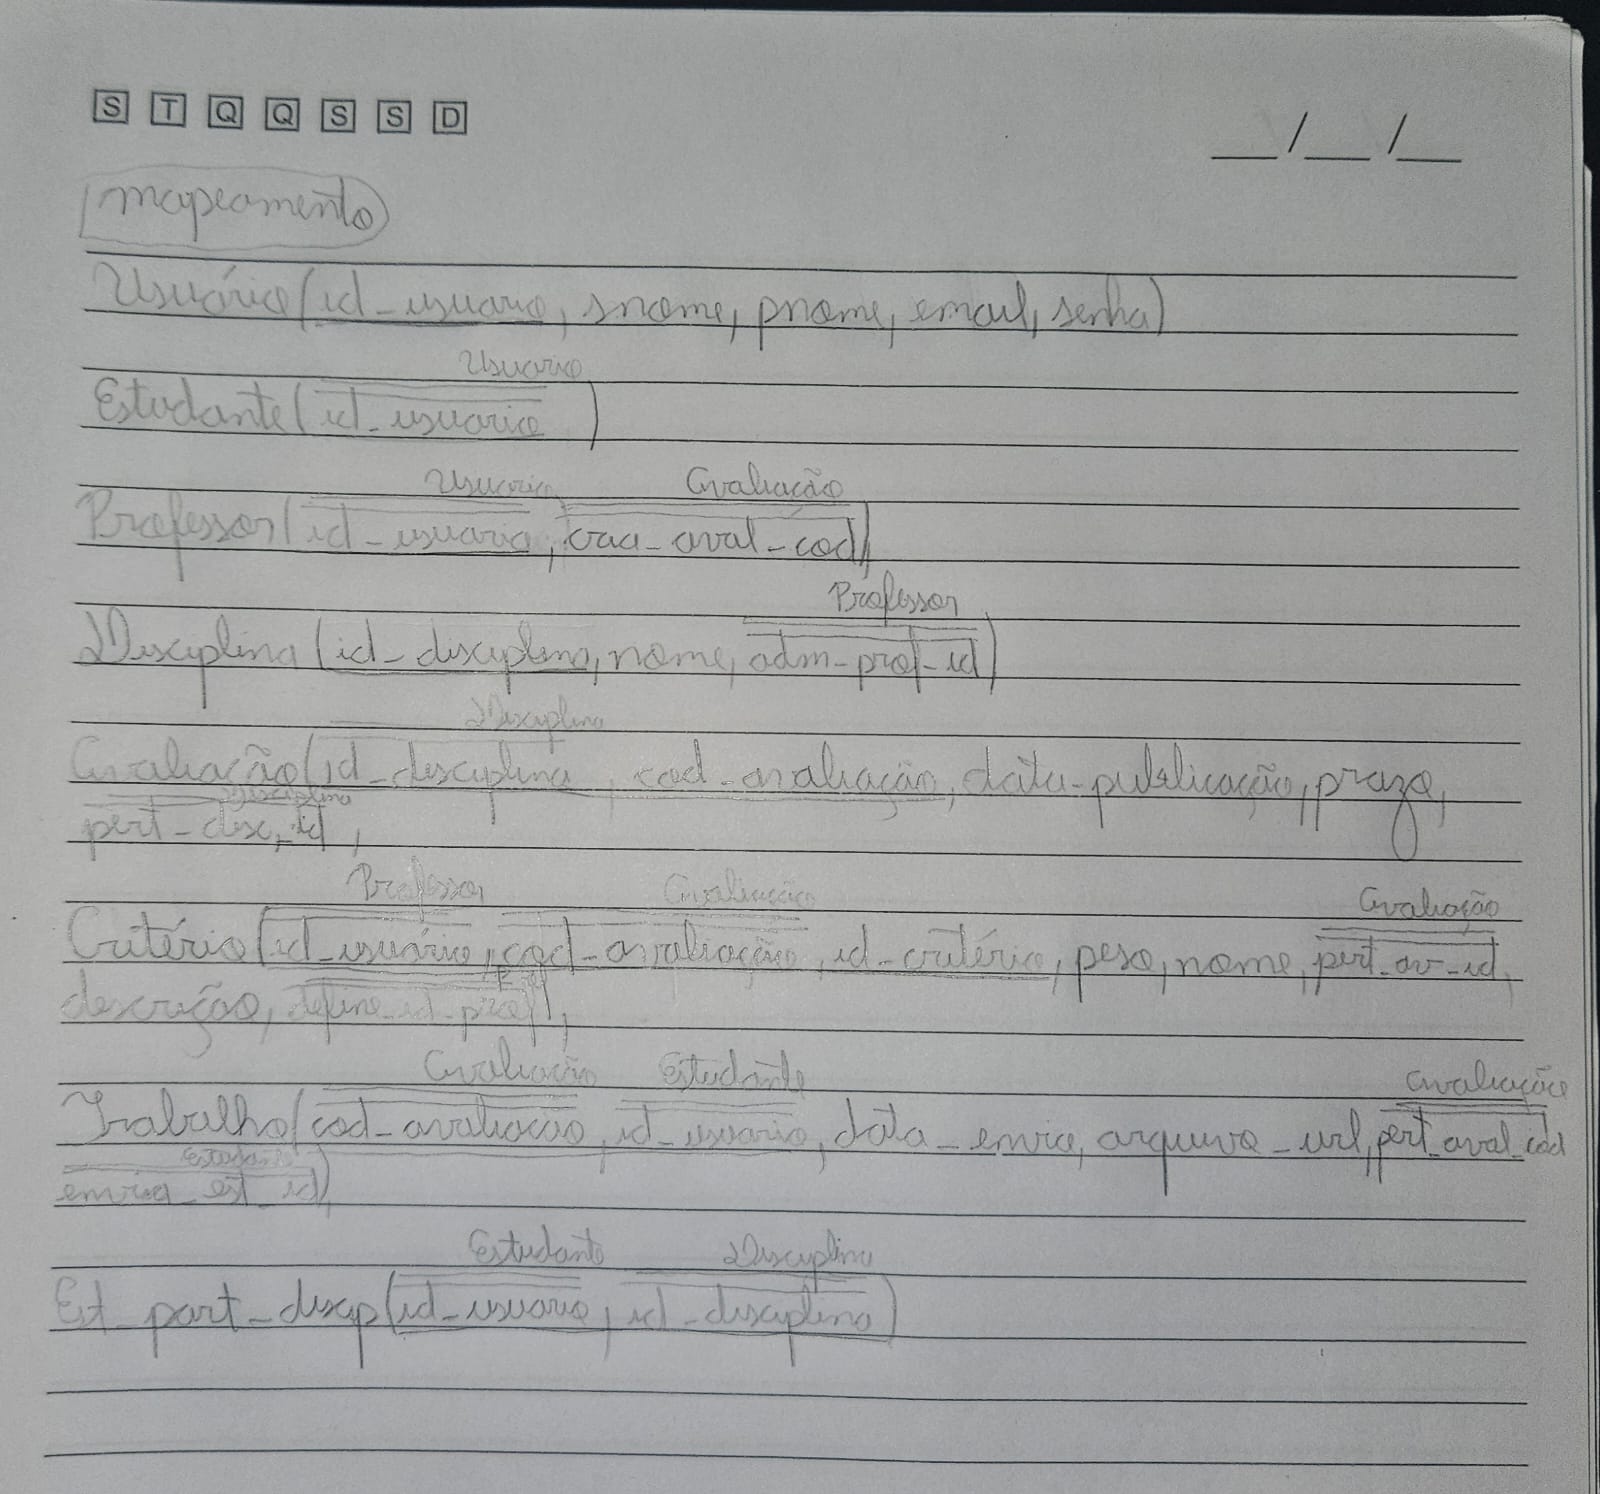 S T Q Q S S D
__/__/__
mapeamento
Usuário(id_usuario, snome, pnome, email, senha)
Usuario
Estudante(id_usuario)
Usuario Avaliação
Professor(id_usuario, cria_aval_cod)
Professor
Disciplina(id_disciplina, nome, adm_prof_id)
Disciplina
Avaliação(id_disciplina, cod_avaliação, data_publicação, prazo,
Disciplina
pert_disc_id,
Professor Avaliação Avaliação
Critério(id_usuário, cod_avaliação, id_critério, peso, nome, pert_av_id,
descrição, define_id_prof),
Avaliação Estudante avaliação
Trabalho(cod_avaliacao, id_usuario, data_envio, arquivo_url, pert_aval_cod
Estudante
envia_est_id)
Estudante Disciplina
Est_part_discip(id_usuario, id_disciplina)